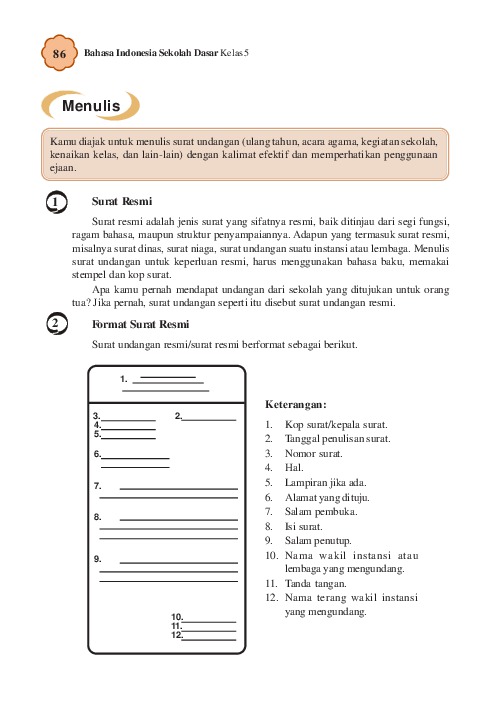 86 Bahasa Indonesia Sekolah Dasar Kelas 5
Menulis
Kamu diajak untuk menulis surat undangan (ulang tahun, acara agama, kegiatan sekolah,
kenaikan kelas, dan lain-lain) dengan kalimat efektif dan memperhatikan penggunaan
ejaan.
1 Surat Resmi
Surat resmi adalah jenis surat yang sifatnya resmi, baik ditinjau dari segi fungsi,
ragam bahasa, maupun struktur penyampaiannya. Adapun yang termasuk surat resmi,
misalnya surat dinas, surat niaga, surat undangan suatu instansi atau lembaga. Menulis
surat undangan untuk keperluan resmi, harus menggunakan bahasa baku, memakai
stempel dan kop surat.
Apa kamu pernah mendapat undangan dari sekolah yang ditujukan untuk orang
tua? Jika pernah, surat undangan seperti itu disebut surat undangan resmi.
2 Format Surat Resmi
Surat undangan resmi/surat resmi berformat sebagai berikut.
1.
3. 2.
4.
5.
6.
7.
8.
9.
10.
11.
12.
Keterangan:
1. Kop surat/kepala surat.
2. Tanggal penulisan surat.
3. Nomor surat.
4. Hal.
5. Lampiran jika ada.
6. Alamat yang dituju.
7. Salam pembuka.
8. Isi surat.
9. Salam penutup.
10. Nama wakil instansi atau
lembaga yang mengundang.
11. Tanda tangan.
12. Nama terang wakil instansi
yang mengundang.